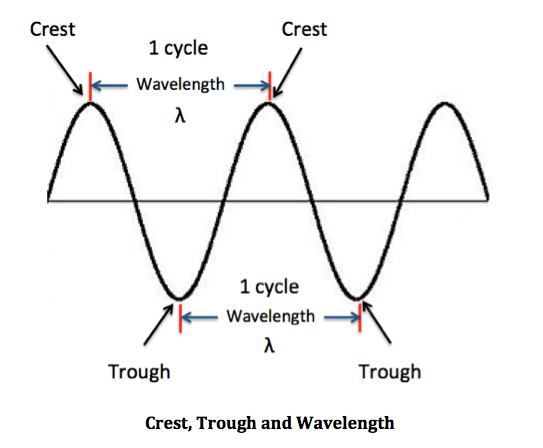 Crest
Crest
1 cycle
Wavelength
λ
1 cycle
Wavelength
λ
Trough
Trough
Crest, Trough and Wavelength